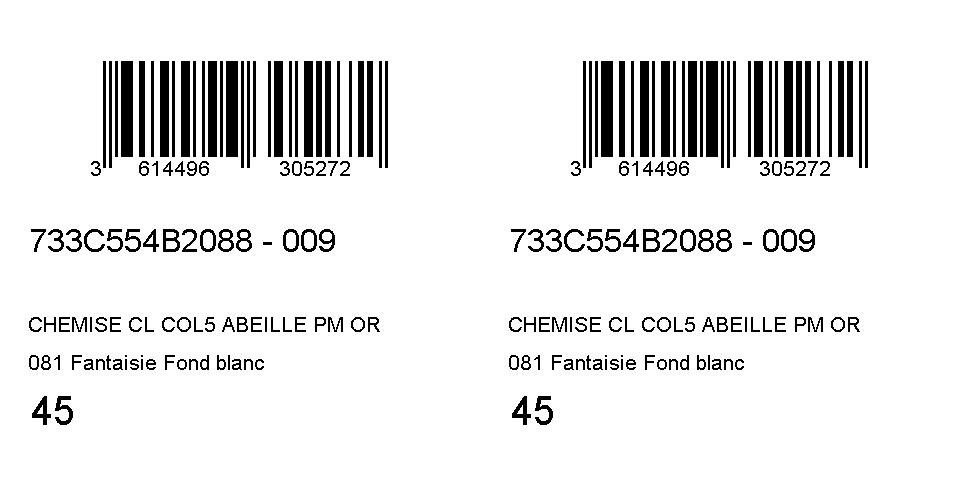 3 614496 305272
733C554B2088 - 009
CHEMISE CL COL5 ABEILLE PM OR
081 Fantaisie Fond blanc
45
3 614496 305272
733C554B2088 - 009
CHEMISE CL COL5 ABEILLE PM OR
081 Fantaisie Fond blanc
45